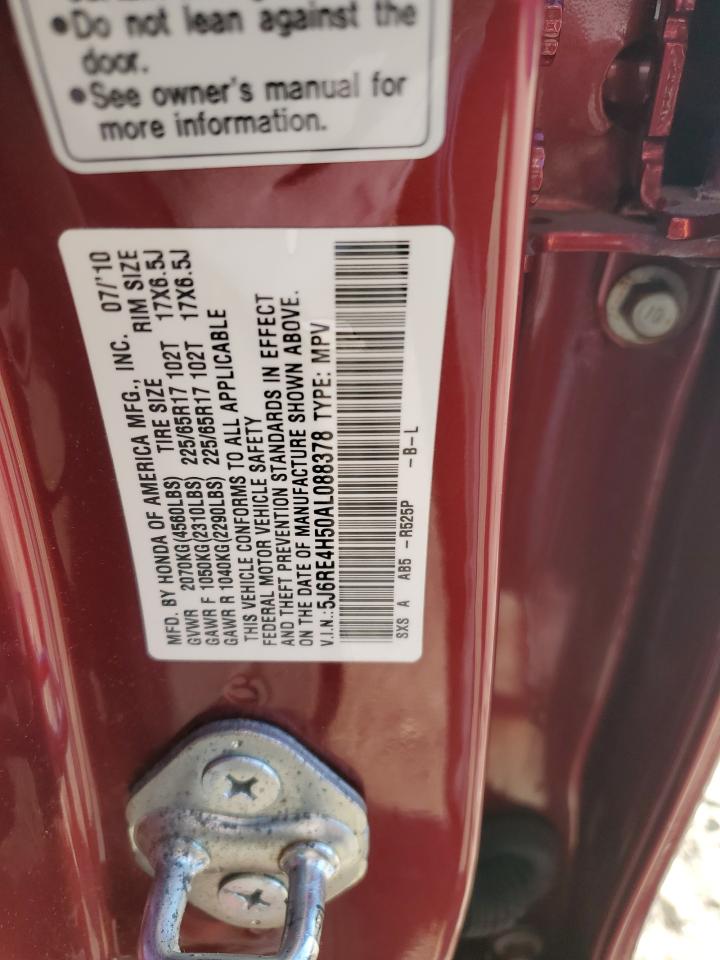 •Do not lean against the
door.
•See owner's manual for
more information.
MFD. BY HONDA OF AMERICA MFG., INC. 07/'10
GVWR 2070KG(4560LBS) TIRE SIZE RIM SIZE
GAWR F 1050KG(2310LBS) 225/65R17 102T 17X6.5J
GAWR R 1040KG(2290LBS) 225/65R17 102T 17X6.5J
THIS VEHICLE CONFORMS TO ALL APPLICABLE
FEDERAL MOTOR VEHICLE SAFETY
AND THEFT PREVENTION STANDARDS IN EFFECT
ON THE DATE OF MANUFACTURE SHOWN ABOVE.
V.I.N.:5J6RE4H50AL088378 TYPE: MPV
SXS A AB5 -R525P -B-L